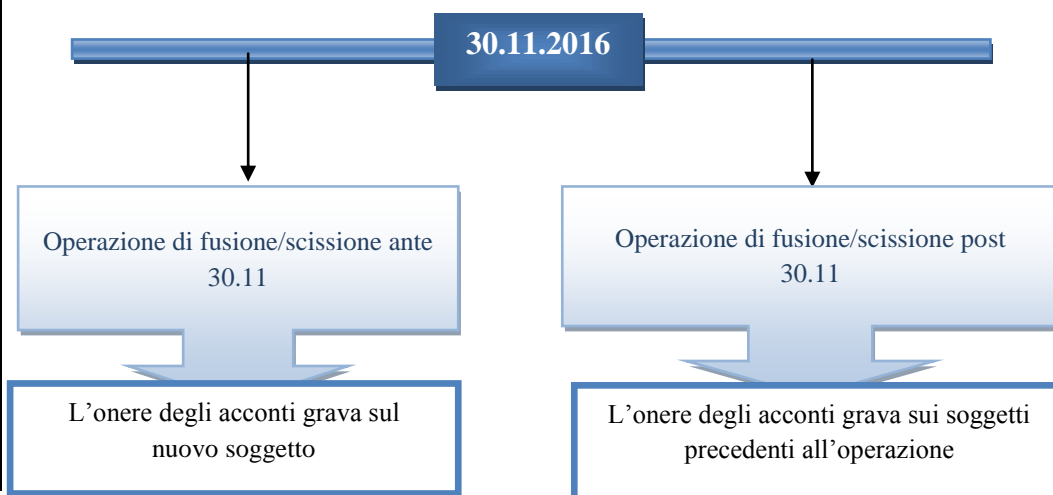 30.11.2016
Operazione di fusione/scissione ante
30.11
L’onere degli acconti grava sul
nuovo soggetto
Operazione di fusione/scissione post
30.11
L’onere degli acconti grava sui soggetti
precedenti all’operazione